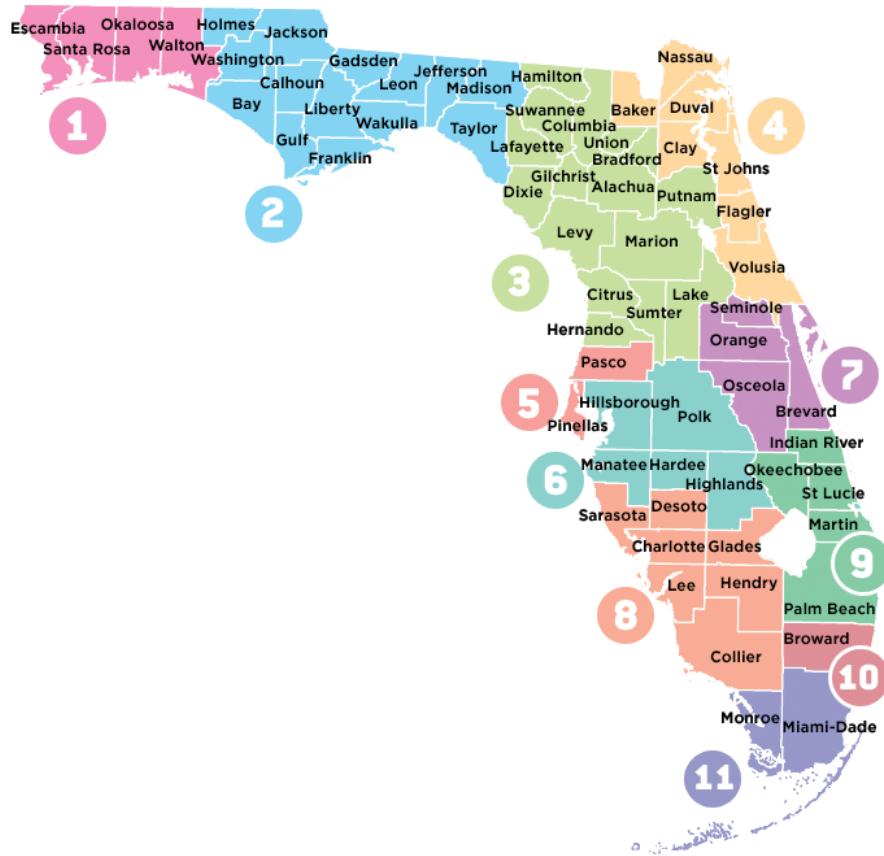 Escambia
Santa Rosa
Okaloosa
Walton
1
Holmes
Jackson
Washington
Bay
Calhoun
Gulf
Liberty
Gadsden
Leon
Wakulla
Franklin
Jefferson
Madison
Taylor
2
Hamilton
Suwannee
Columbia
Lafayette
Union
Bradford
Gilchrist
Dixie
Alachua
Putnam
Levy
Marion
Citrus
Sumter
Lake
Hernando
3
Nassau
Baker
Duval
Clay
St Johns
Flagler
Volusia
4
Pasco
Pinellas
5
Hillsborough
Polk
Manatee
Hardee
Highlands
6
Seminole
Orange
Osceola
Brevard
7
Sarasota
Desoto
Charlotte
Glades
Lee
Hendry
Collier
8
Indian River
Okeechobee
St Lucie
Martin
Palm Beach
9
Broward
10
Monroe
Miami-Dade
11